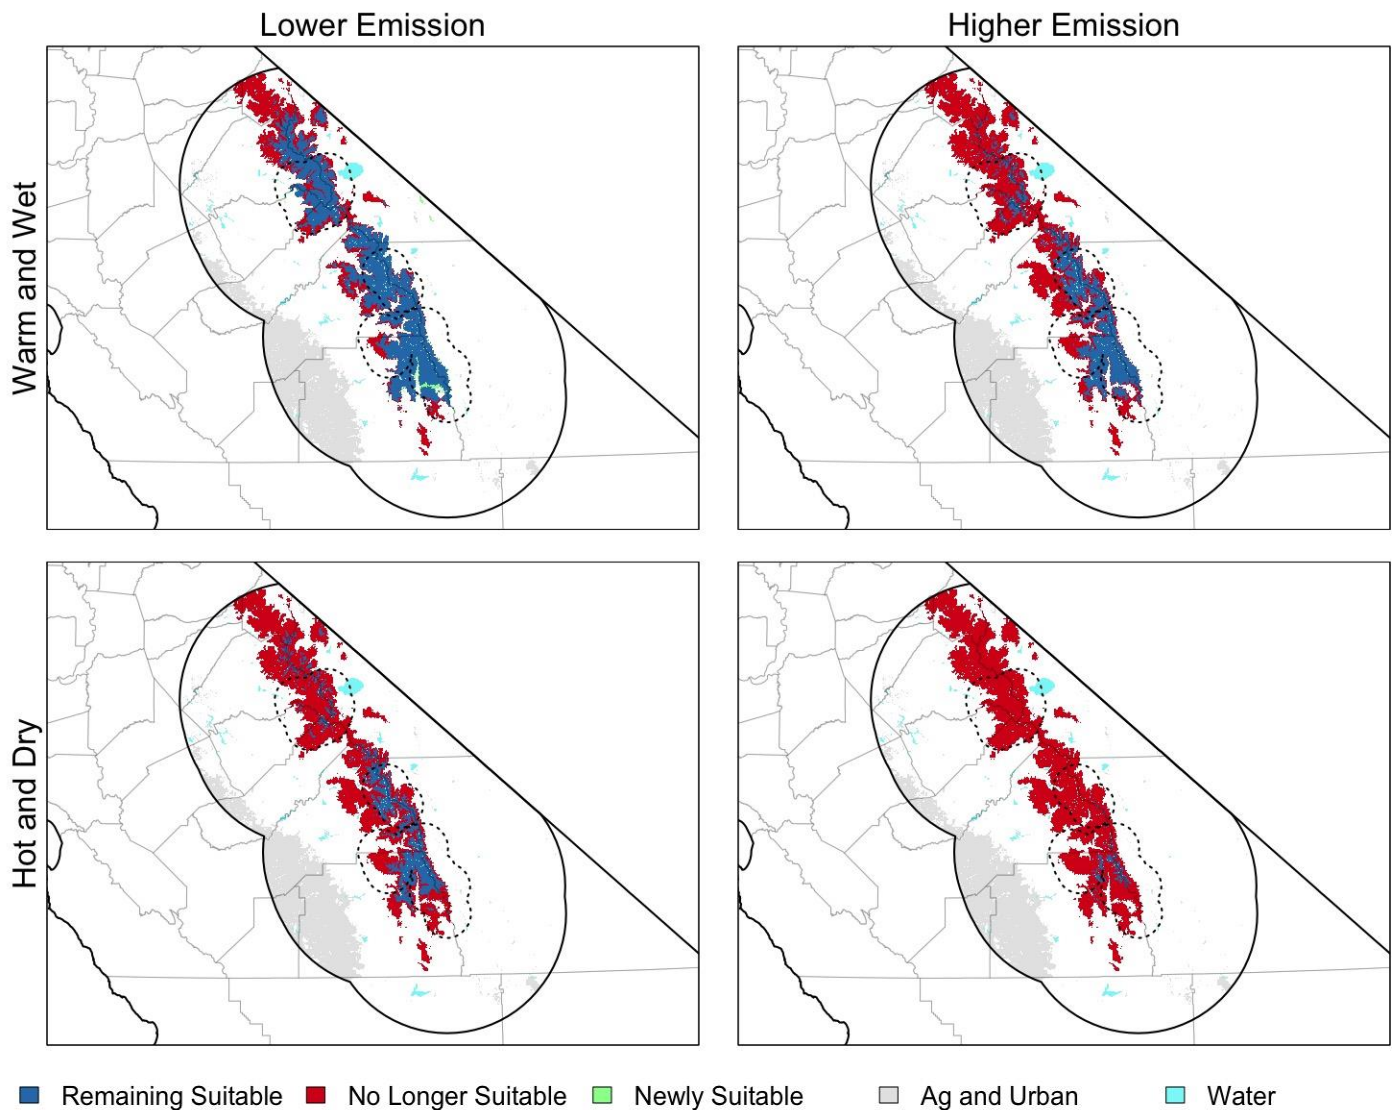 Lower Emission
Higher Emission
Warm and Wet
Hot and Dry
Remaining Suitable
No Longer Suitable
Newly Suitable
Ag and Urban
Water